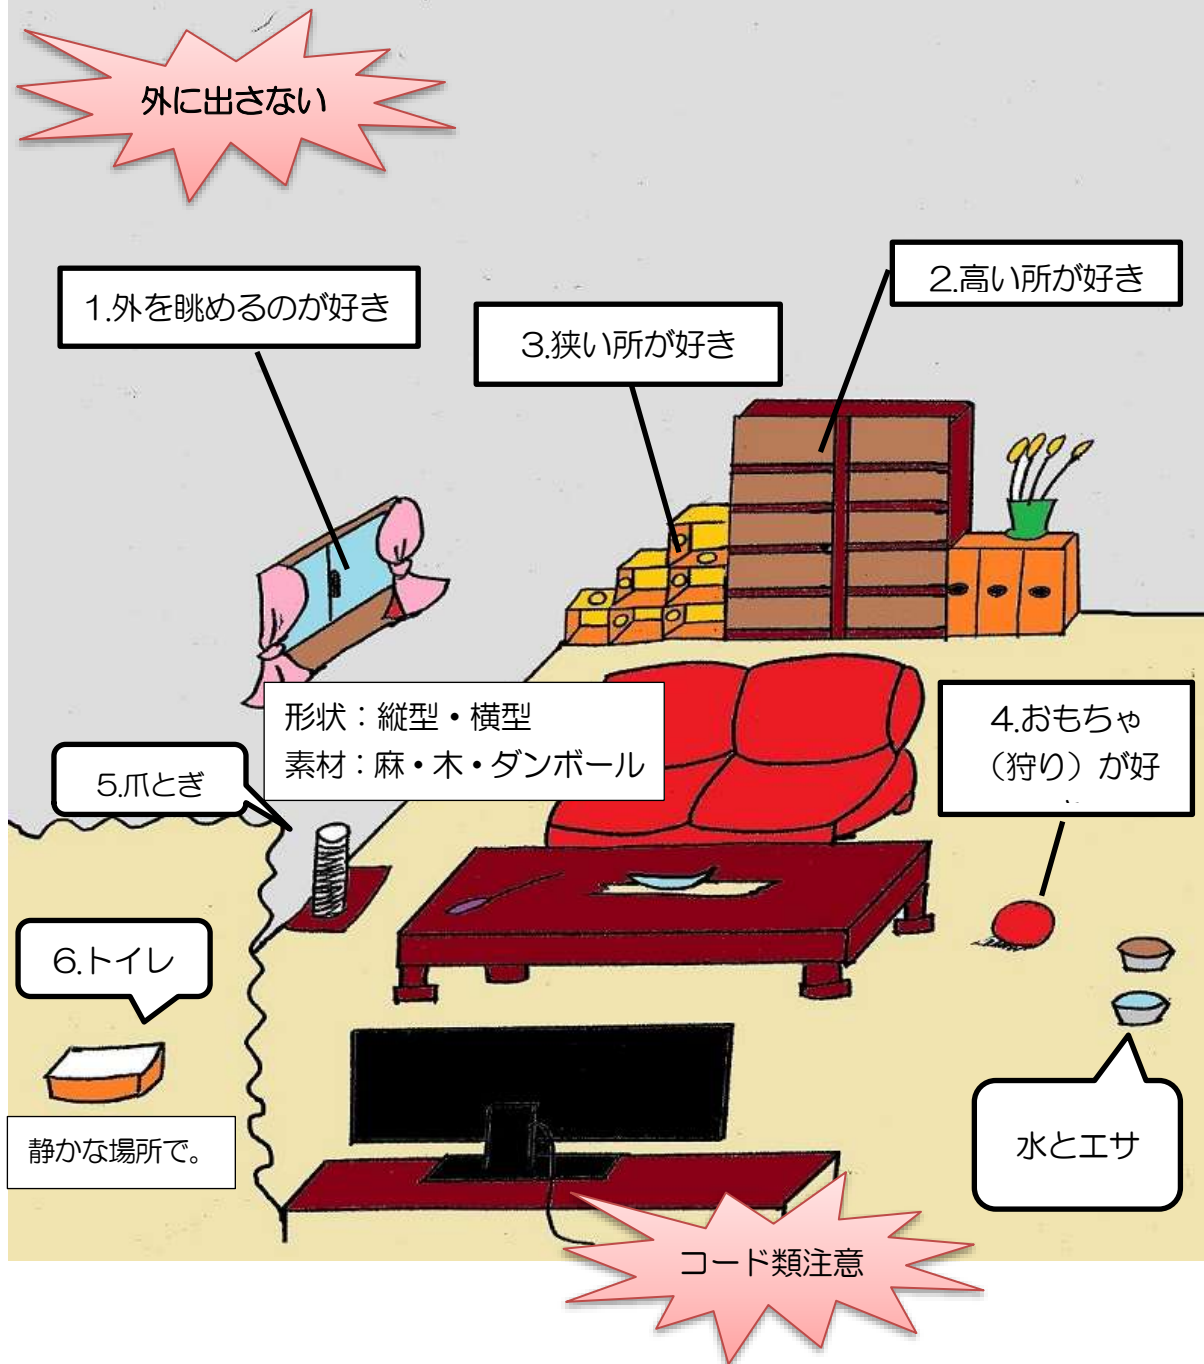 外に出さない
1.外を眺めるのが好き
2.高い所が好き
3.狭い所が好き
形状：縦型・横型
素材：麻・木・ダンボール
4.おもちゃ
（狩り）が好
5.爪とぎ
6.トイレ
静かな場所で。
水とエサ
コード類注意